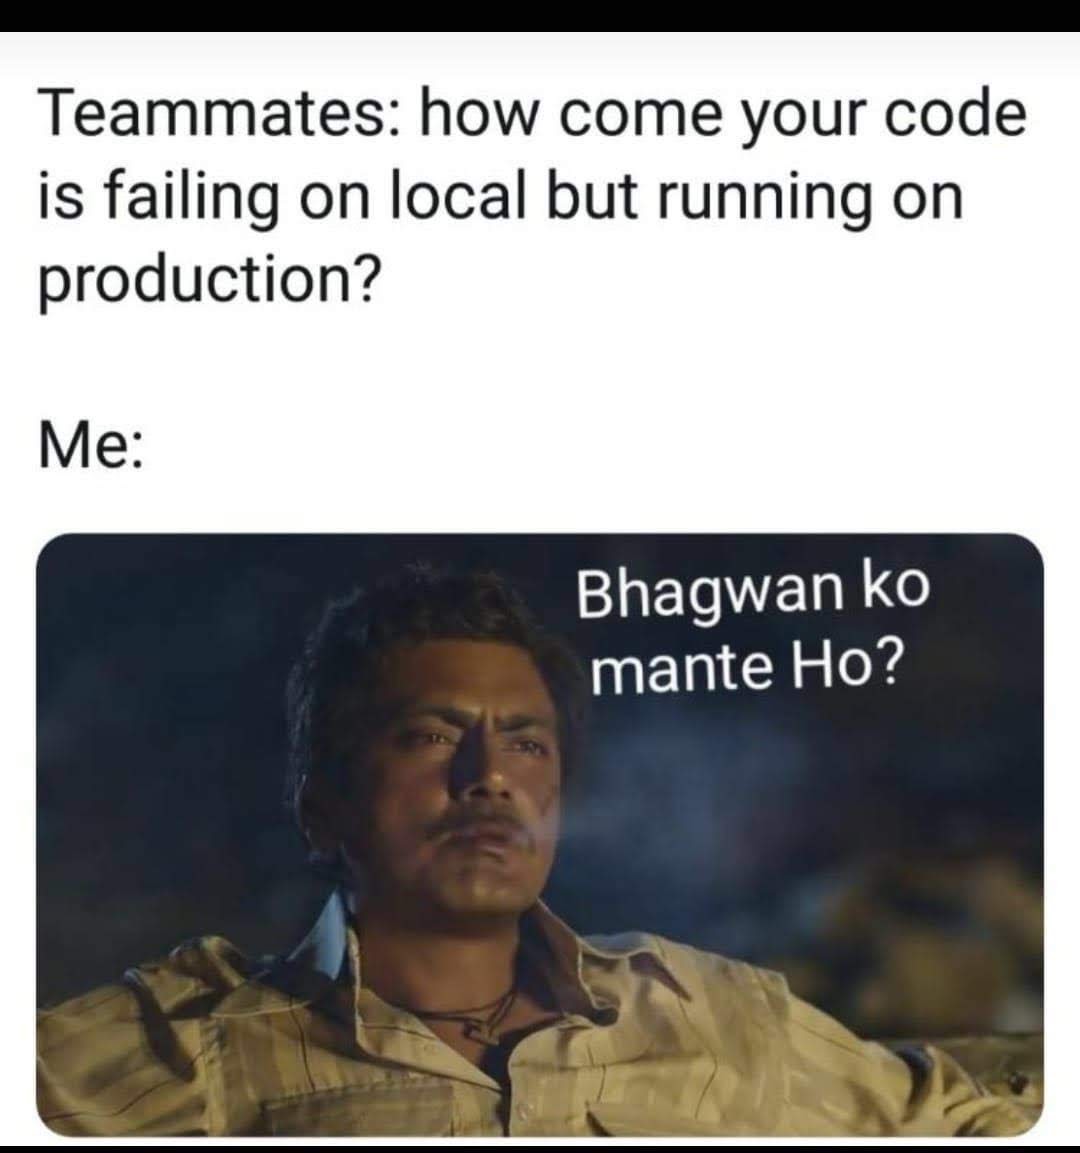 Teammates: how come your code
is failing on local but running on
production?
Me:
Bhagwan ko
mante Ho?